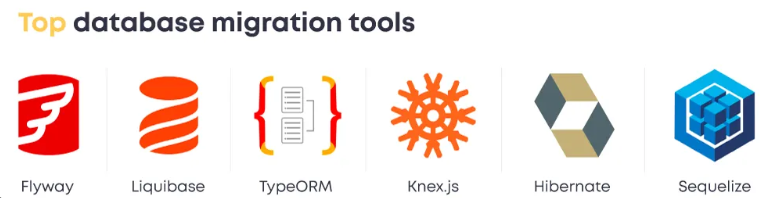 Top database migration tools
Flyway
Liquibase
TypeORM
Knex.js
Hibernate
Sequelize